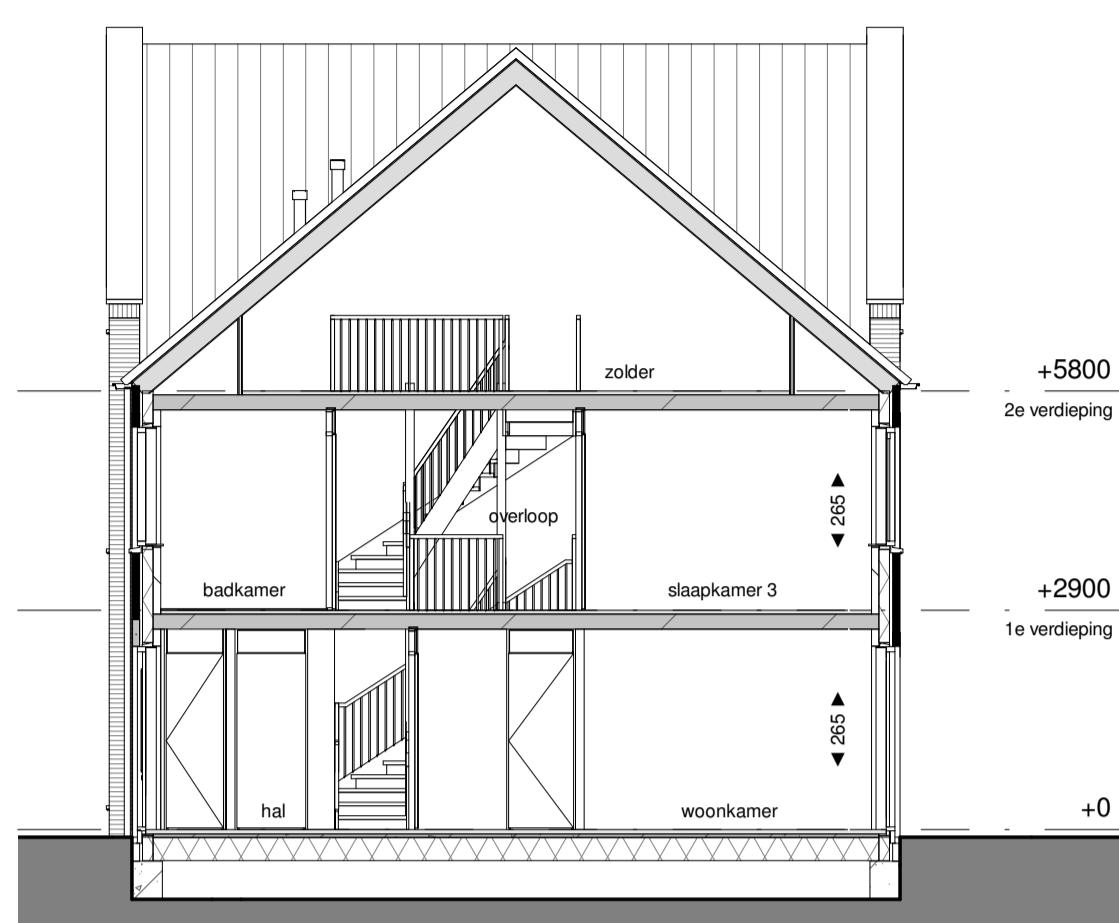 zolder
+5800
2e verdieping
overloop
◄ 265 ►
badkamer
slaapkamer 3
+2900
1e verdieping
◄ 265 ►
hal
woonkamer
+0